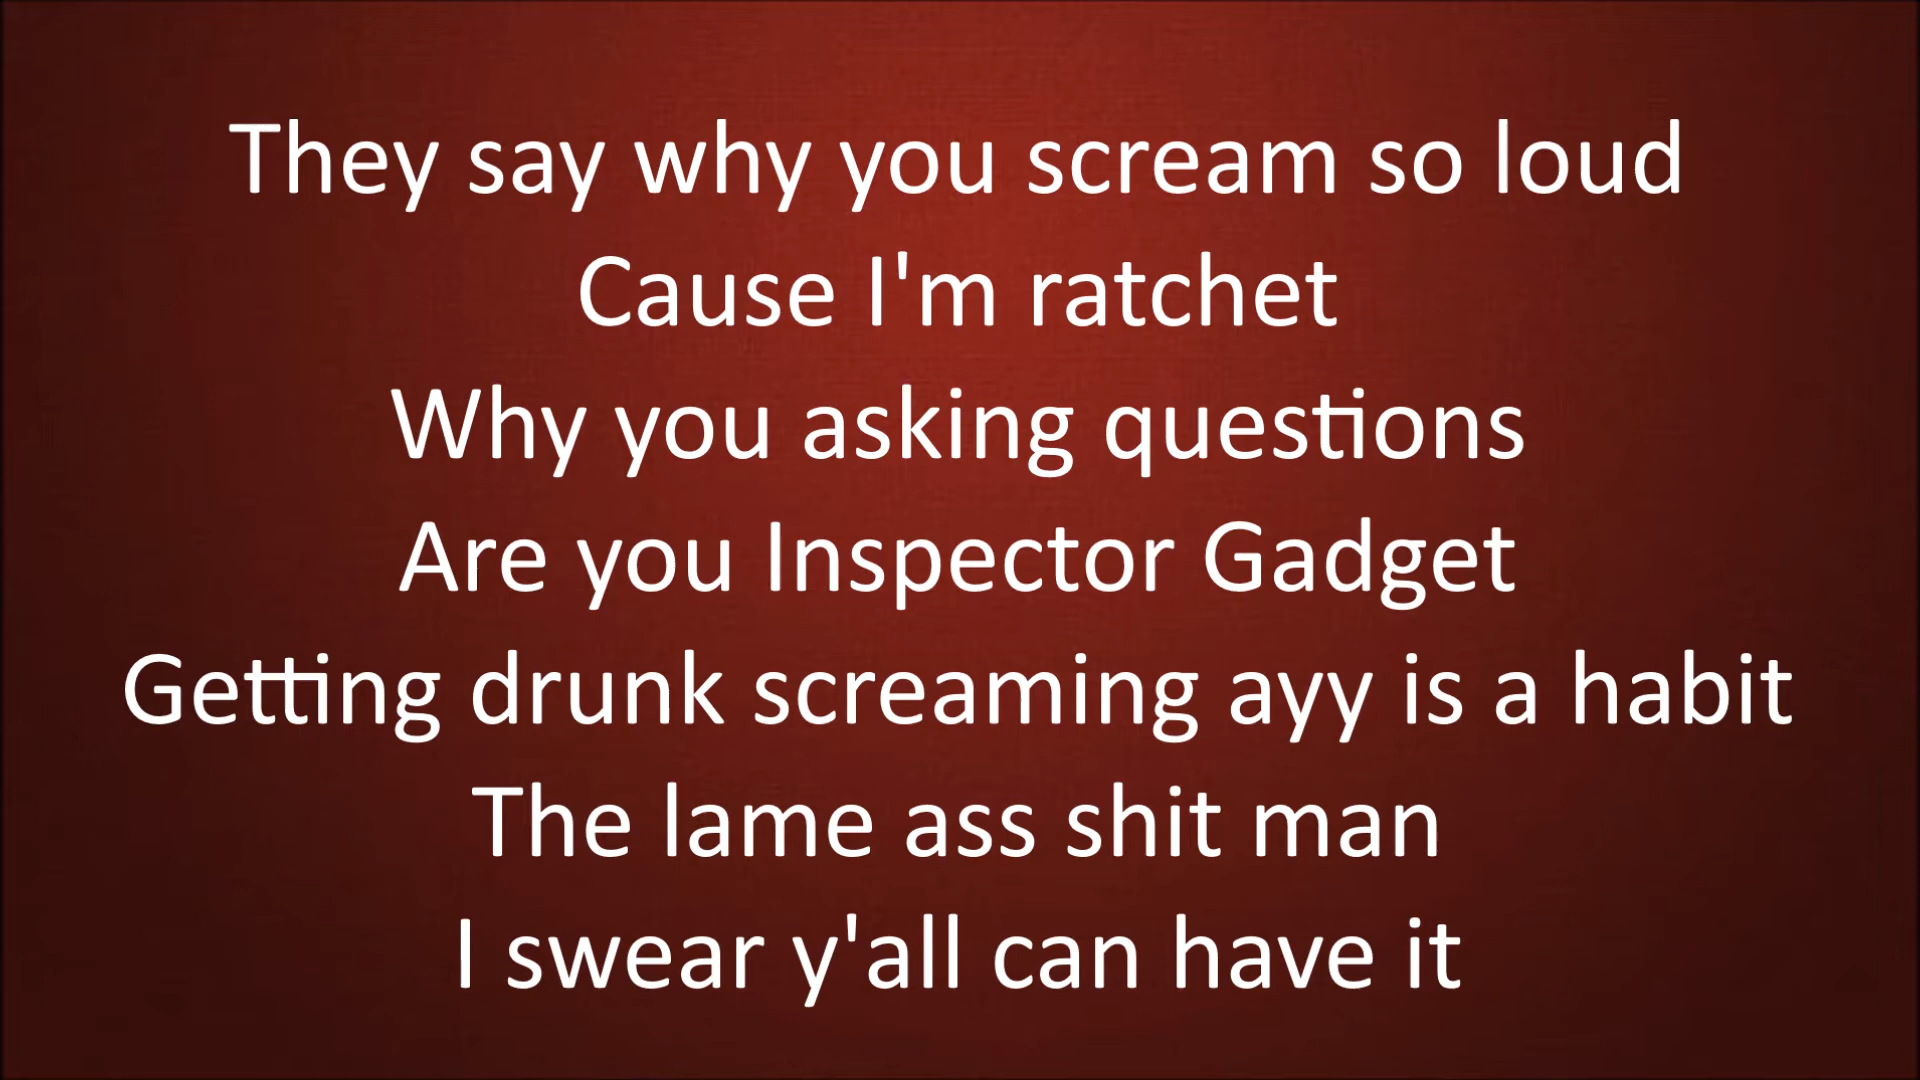 They say why you scream so loud
Cause I'm ratchet
Why you asking questions
Are you Inspector Gadget
Getting drunk screaming ayy is a habit
The lame ass shit man
I swear y'all can have it